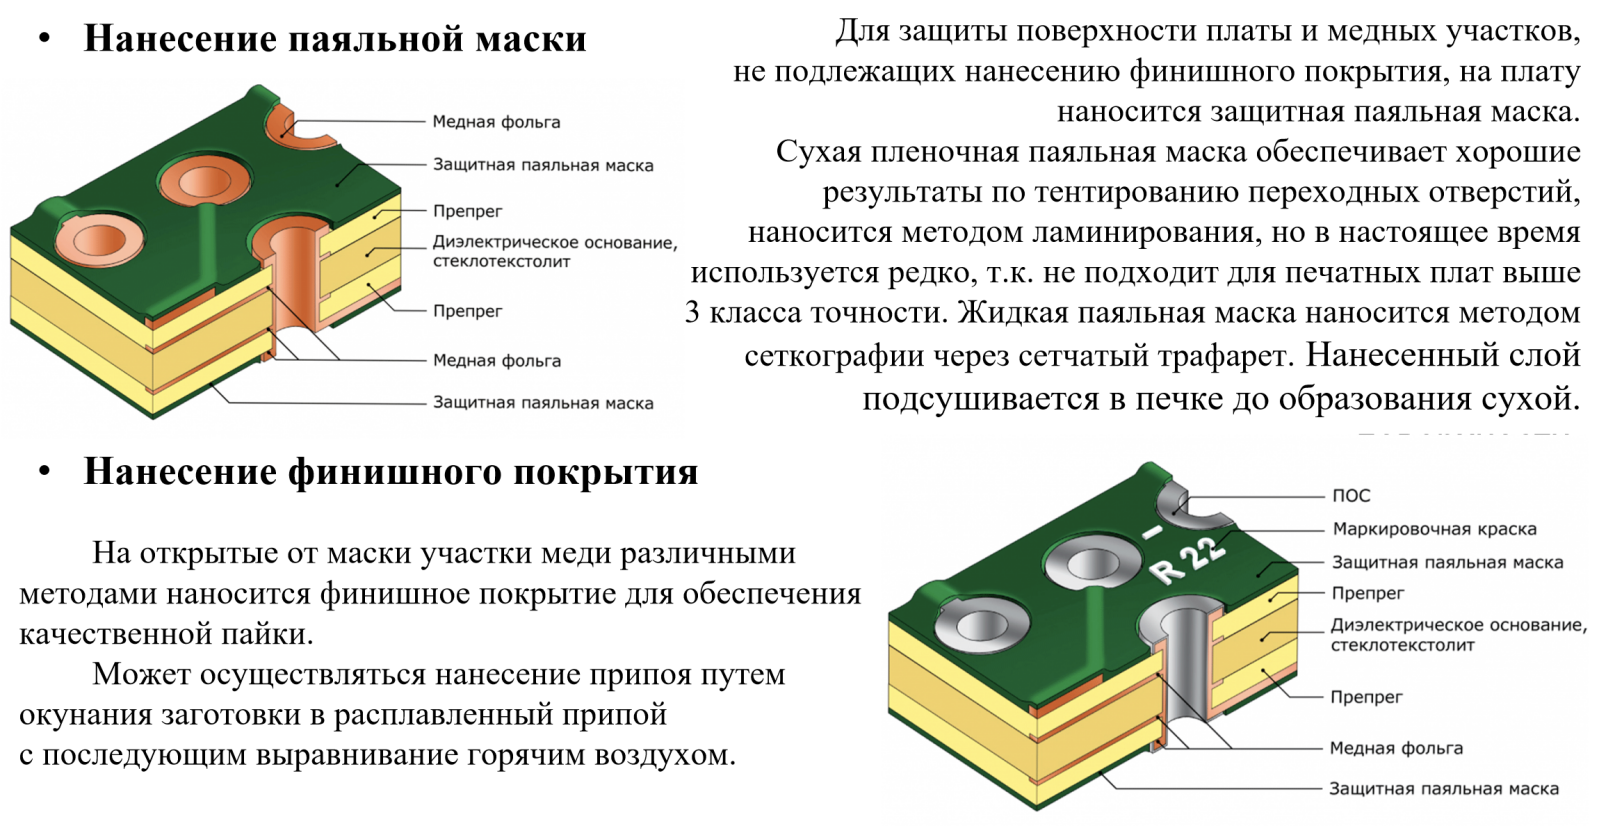 • Нанесение паяльной маски
Медная фольга
Защитная паяльная маска
Препрег
Диэлектрическое основание,
стеклотекстолит
Препрег
Медная фольга
Защитная паяльная маска
Для защиты поверхности платы и медных участков,
не подлежащих нанесению финишного покрытия, на плату
наносится защитная паяльная маска.
Сухая пленочная паяльная маска обеспечивает хорошие
результаты по тентированию переходных отверстий,
наносится методом ламинирования, но в настоящее время
используется редко, т.к. не подходит для печатных плат выше
3 класса точности. Жидкая паяльная маска наносится методом
сеткографии через сетчатый трафарет. Нанесенный слой
подсушивается в печке до образования сухой.
• Нанесение финишного покрытия
На открытые от маски участки меди различными
методами наносится финишное покрытие для обеспечения
качественной пайки.
Может осуществляться нанесение припоя путем
окунания заготовки в расплавленный припой
с последующим выравнивание горячим воздухом.
R 22
ПОС
Маркировочная краска
Защитная паяльная маска
Препрег
Диэлектрическое основание,
стеклотекстолит
Препрег
Медная фольга
Защитная паяльная маска